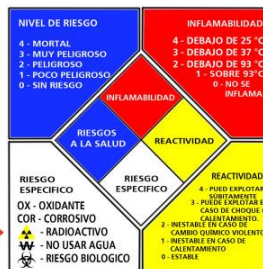 NIVEL DE RIESGO
4 - MORTAL
3 - MUY PELIGROSO
2 - PELIGROSO
1 - POCO PELIGROSO
0 - SIN RIESGO
INFLAMABILIDAD
4 - DEBAJO DE 25 °C
3 - DEBAJO DE 37 °
2 - DEBAJO DE 93 °C
1 - SOBRE 93°C
0 - NO SE
INFLAMA
INFLAMABILIDAD
RIESGOS
A LA SALUD
REACTIVIDAD
RIESGO
ESPECIFICO
RIESGO
ESPECIFICO
OX - OXIDANTE
COR - CORROSIVO
- RADIOACTIVO
W - NO USAR AGUA
- RIESGO BIOLOGICO
REACTIVIDAD
4 - PUED EXPLOTAR
SÚBITAMENTE
3 - PUEDE EXPLOTAR E
CASO DE CHOQUE
CALENTAMIENTO.
2 - INESTABLE EN CASO DE
CAMBIO QUÍMICO VIOLENTO
1 - INESTABLE EN CASO DE
CALENTAMIENTO
0 - ESTABLE